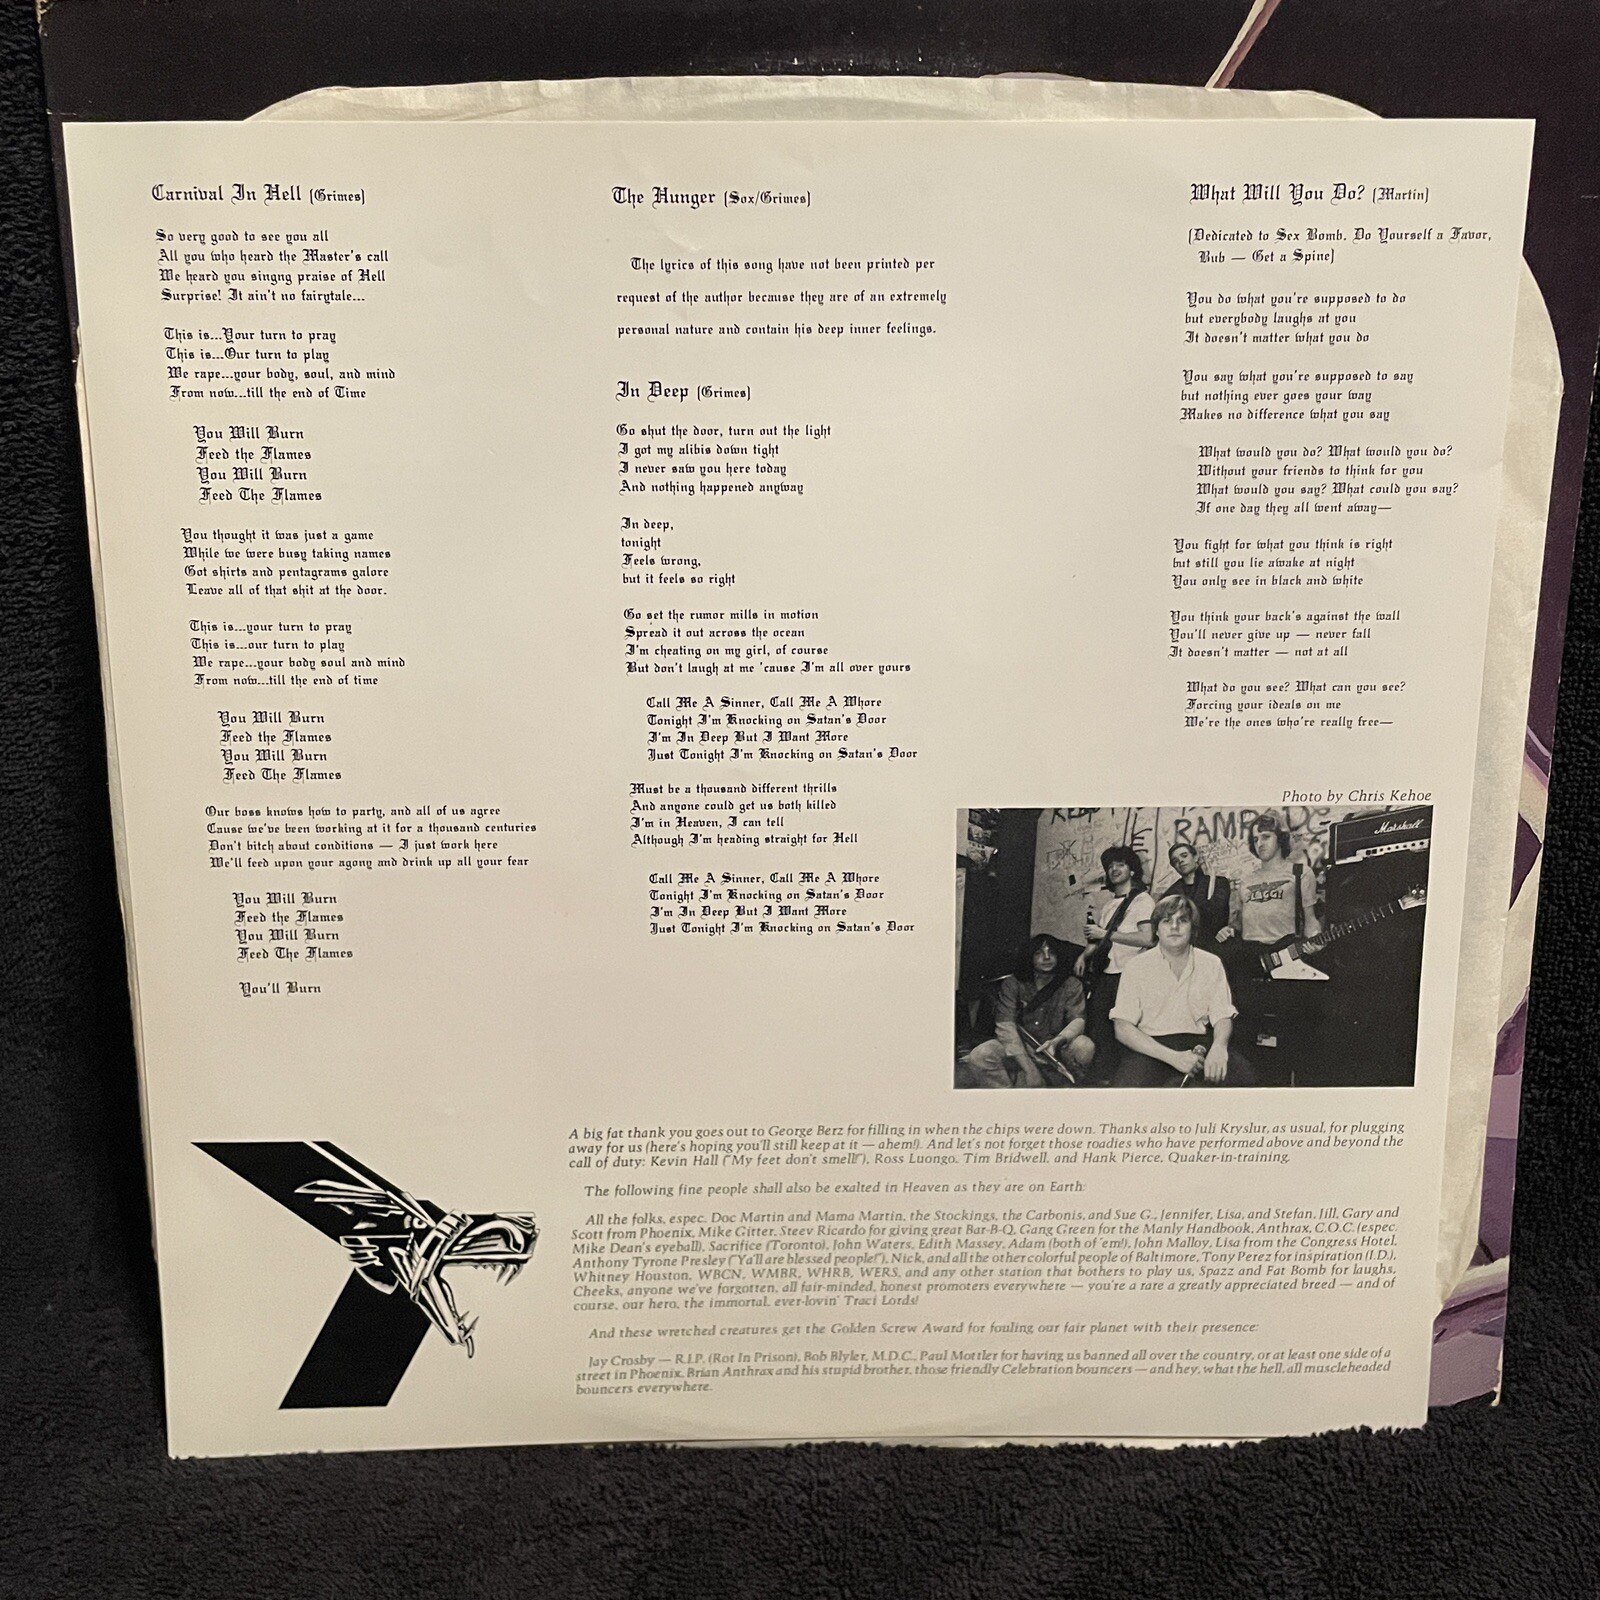 Carnival In Hell (Grimes)
So very good to see you all
All you who heard the Master's call
We heard you singng praise of Hell
Surprise! It ain't no fairytale...
This is...Your turn to pray
This is...Our turn to play
We rape...your body, soul, and mind
From now...till the end of Time
You Will Burn
Feed the Flames
You Will Burn
Feed The Flames
You thought it was just a game
While we were busy taking names
Got shirts and pentagrams galore
Leave all of that shit at the door.
This is...your turn to pray
This is...our turn to play
We rape...your body soul and mind
From now...till the end of time
You Will Burn
Feed the Flames
You Will Burn
Feed The Flames
Our boss knows how to party, and all of us agree
Cause we've been working at it for a thousand centuries
Don't bitch about conditions — I just work here
We'll feed upon your agony and drink up all your fear
You Will Burn
Feed the Flames
You Will Burn
Feed The Flames
You'll Burn
The Hunger (Sox/Grimes)
The lyrics of this song have not been printed per
request of the author because they are of an extremely
personal nature and contain his deep inner feelings.
In Deep (Grimes)
Go shut the door, turn out the light
I got my alibis down tight
I never saw you here today
And nothing happened anyway
In deep,
tonight
Feels wrong,
but it feels so right
Go set the rumor mills in motion
Spread it out across the ocean
I'm cheating on my girl, of course
But don't laugh at me 'cause I'm all over yours
Call Me A Sinner, Call Me A Whore
Tonight I'm Knocking on Satan's Door
I'm In Deep But I Want More
Just Tonight I'm Knocking on Satan's Door
Must be a thousand different thrills
And anyone could get us both killed
I'm in Heaven, I can tell
Although I'm heading straight for Hell
Call Me A Sinner, Call Me A Whore
Tonight I'm Knocking on Satan's Door
I'm In Deep But I Want More
Just Tonight I'm Knocking on Satan's Door
What Will You Do? (Martin)
(Dedicated to Sex Bomb. Do Yourself a Favor,
Bub — Get a Spine)
You do what you're supposed to do
but everybody laughs at you
It doesn't matter what you do
You say what you're supposed to say
but nothing ever goes your way
Makes no difference what you say
What would you do? What would you do?
Without your friends to think for you
What would you say? What could you say?
If one day they all went away—
You fight for what you think is right
but still you lie awake at night
You only see in black and white
You think your back's against the wall
You'll never give up — never fall
It doesn't matter — not at all
What do you see? What can you see?
Forcing your ideals on me
We're the ones who're really free—
Photo by Chris Kehoe
RAMP
Marshall
A big fat thank you goes out to George Berz for filling in when the chips were down. Thanks also to Juli Kryslur, as usual, for plugging
away for us (here's hoping you'll still keep at it — ahem!). And let's not forget those roadies who have performed above and beyond the
call of duty: Kevin Hall ("My feet don't smell!"), Ross Luongo, Tim Bridwell, and Hank Pierce, Quaker-in-training.
The following fine people shall also be exalted in Heaven as they are on Earth:
All the folks, espec. Doc Martin and Mama Martin, the Stockings, the Carbonis, and Sue G., Jennifer, Lisa, and Stefan, Jill, Gary and
Scott from Phoenix, Mike Gitter, Steev Ricardo for giving great Bar-B-Q, Gang Green for the Manly Handbook, Anthrax, C.O.C. (espec.
Mike Dean's eyeball), Sacrifice (Toronto), John Waters, Edith Massey, Adam (both of 'em!), John Malloy, Lisa from the Congress Hotel,
Anthony Tyrone Presley ("Ya'll are blessed people!"), Nick, and all the other colorful people of Baltimore, Tony Perez for inspiration (I.D.),
Whitney Houston, WBCN, WMBR, WHRB, WERS, and any other station that bothers to play us, Spazz and Fat Bomb for laughs,
Cheeks, anyone we've forgotten, all fair-minded, honest promoters everywhere — you're a rare a greatly appreciated breed — and of
course, our hero, the immortal, ever-lovin' Traci Lords!
And these wretched creatures get the Golden Screw Award for fouling our fair planet with their presence:
Jay Crosby — R.I.P. (Rot In Prison), Bob Blyler, M.D.C., Paul Mottler for having us banned all over the country, or at least one side of a
street in Phoenix, Brian Anthrax and his stupid brother, those friendly Celebration bouncers — and hey, what the hell, all muscleheaded
bouncers everywhere.